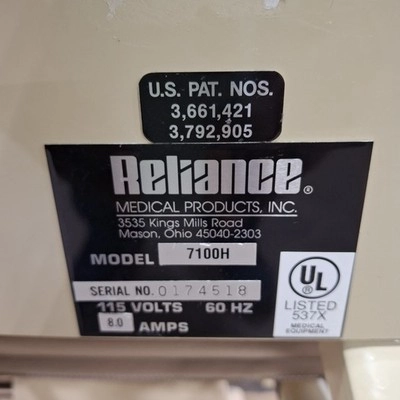 U.S. PAT. NOS.
3,661,421
3,792,905
Reliance®
MEDICAL PRODUCTS, INC.
3535 Kings Mills Road
Mason, Ohio 45040-2303
MODEL 7100H
SERIAL NO. 0174518
115 VOLTS 60 HZ
8.0 AMPS
UL
LISTED
537X
MEDICAL
EQUIPMENT